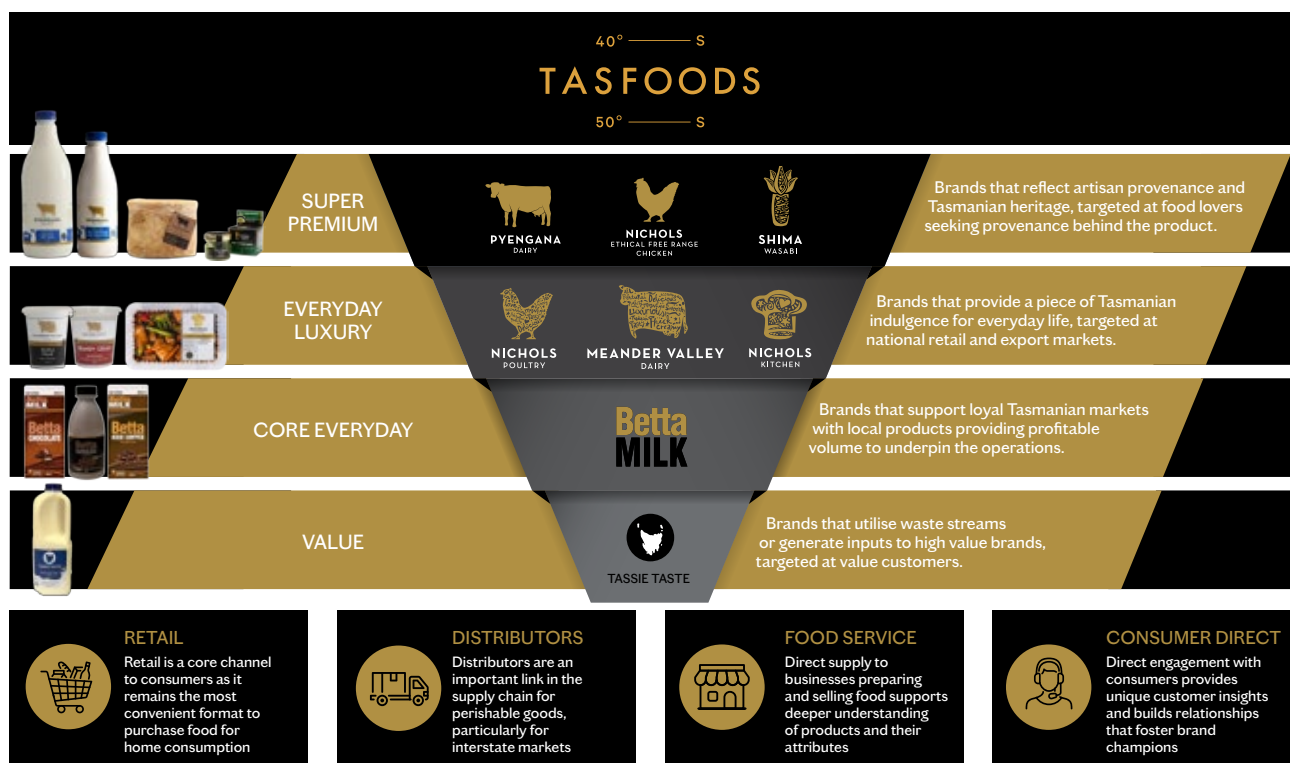 40° S
TASFOODS
50° S
SUPER
PREMIUM
PYENGANA
DAIRY
NICHOLS
ETHICAL FREE RANGE
CHICKEN
SHIMA
WASABI
Brands that reflect artisan provenance and
Tasmanian heritage, targeted at food lovers
seeking provenance behind the product.
EVERYDAY
LUXURY
NICHOLS
POULTRY
MEANDER VALLEY
DAIRY
NICHOLS
KITCHEN
Brands that provide a piece of Tasmanian
indulgence for everyday life, targeted at
national retail and export markets.
MILK
Betta
CHOCOLATE
MILK
Betta
CORE EVERYDAY
Betta
MILK
Brands that support loyal Tasmanian markets
with local products providing profitable
volume to underpin the operations.
VALUE
TASSIE TASTE
Brands that utilise waste streams
or generate inputs to high value brands,
targeted at value customers.
RETAIL
Retail is a core channel
to consumers as it
remains the most
convenient format to
purchase food for
home consumption
DISTRIBUTORS
Distributors are an
important link in the
supply chain for
perishable goods,
particularly for
interstate markets
FOOD SERVICE
Direct supply to
businesses preparing
and selling food supports
deeper understanding
of products and their
attributes
CONSUMER DIRECT
Direct engagement with
consumers provides
unique customer insights
and builds relationships
that foster brand
champions